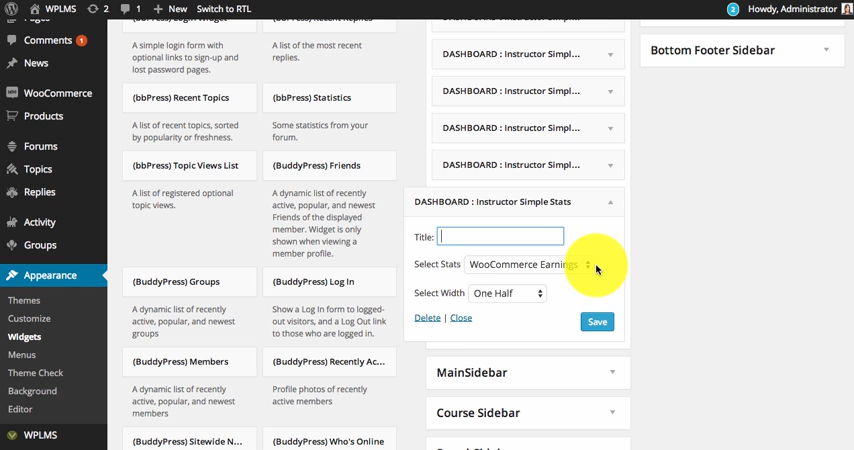 WPLMS
2
1
New
Switch to RTL
2
Howdy, Administrator
Pages
Comments 1
News
WooCommerce
Products
Forums
Topics
Replies
Activity
Groups
Appearance
Themes
Customize
Widgets
Menus
Theme Check
Background
Editor
WPLMS
(bbPress) Login Widget
A simple login form with
optional links to sign-up and
lost password pages.
A list of the most recent
replies.
(bbPress) Recent Topics
(bbPress) Statistics
A list of recent topics, sorted
by popularity or freshness.
Some statistics from your
forum.
(bbPress) Topic Views List
(BuddyPress) Friends
A list of registered optional
topic views.
A dynamic list of recently
active, popular, and newest
Friends of the displayed
member. Widget is only
shown when viewing a
member profile.
(BuddyPress) Groups
(BuddyPress) Log In
A dynamic list of recently
active, popular, and newest
groups
Show a Log In form to logged-
out visitors, and a Log Out link
to those who are logged in.
(BuddyPress) Members
(BuddyPress) Recently Ac...
A dynamic list of recently
active, popular, and newest
members
Profile photos of recently
active members
(BuddyPress) Sitewide N...
(BuddyPress) Who's Online
DASHBOARD : Instructor Simpl...
DASHBOARD : Instructor Simpl...
DASHBOARD : Instructor Simpl...
DASHBOARD : Instructor Simpl...
DASHBOARD : Instructor Simple Stats
Title:
Select Stats WooCommerce Earnings
Select Width One Half
Delete | Close
Save
MainSidebar
Course Sidebar
Bottom Footer Sidebar